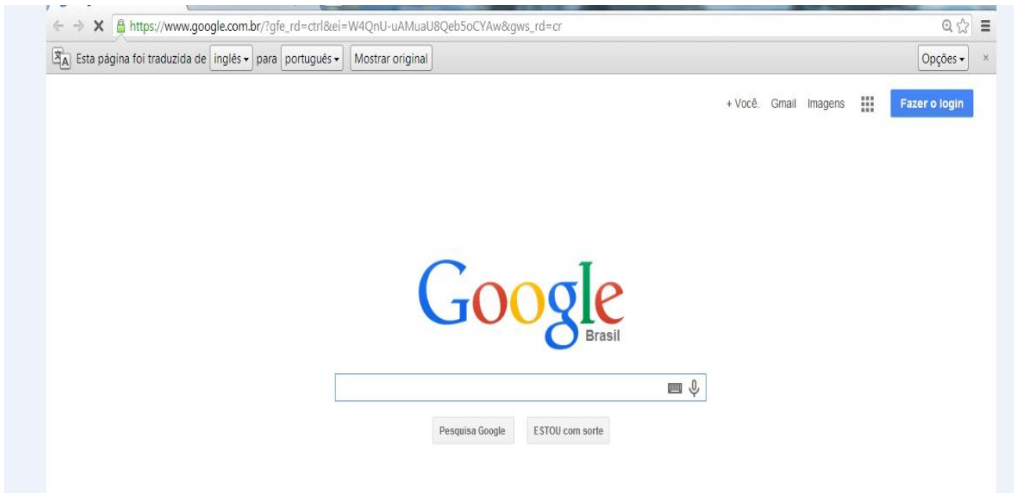 https://www.google.com.br/?gfe_rd=ctrl&ei=W4QnU-uAMuaU8Qeb5oCYAw&gws_rd=cr
Esta página foi traduzida de inglês para português Mostrar original Opções
+ Você. Gmail Imagens Fazer o login
Google
Brasil
Pesquisa Google ESTOU com sorte